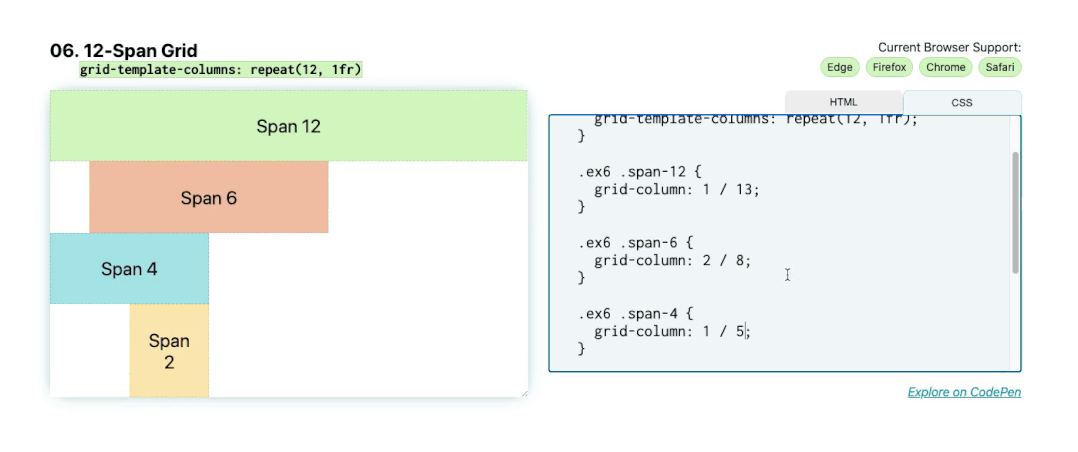 06. 12-Span Grid
grid-template-columns: repeat(12, 1fr)
Current Browser Support:
Edge Firefox Chrome Safari
Span 12
Span 6
Span 4
Span
2
HTML CSS
grid-template-columns: repeat(12, 1fr);
}
.ex6 .span-12 {
grid-column: 1 / 13;
}
.ex6 .span-6 {
grid-column: 2 / 8;
}
.ex6 .span-4 {
grid-column: 1 / 5;
}
Explore on CodePen